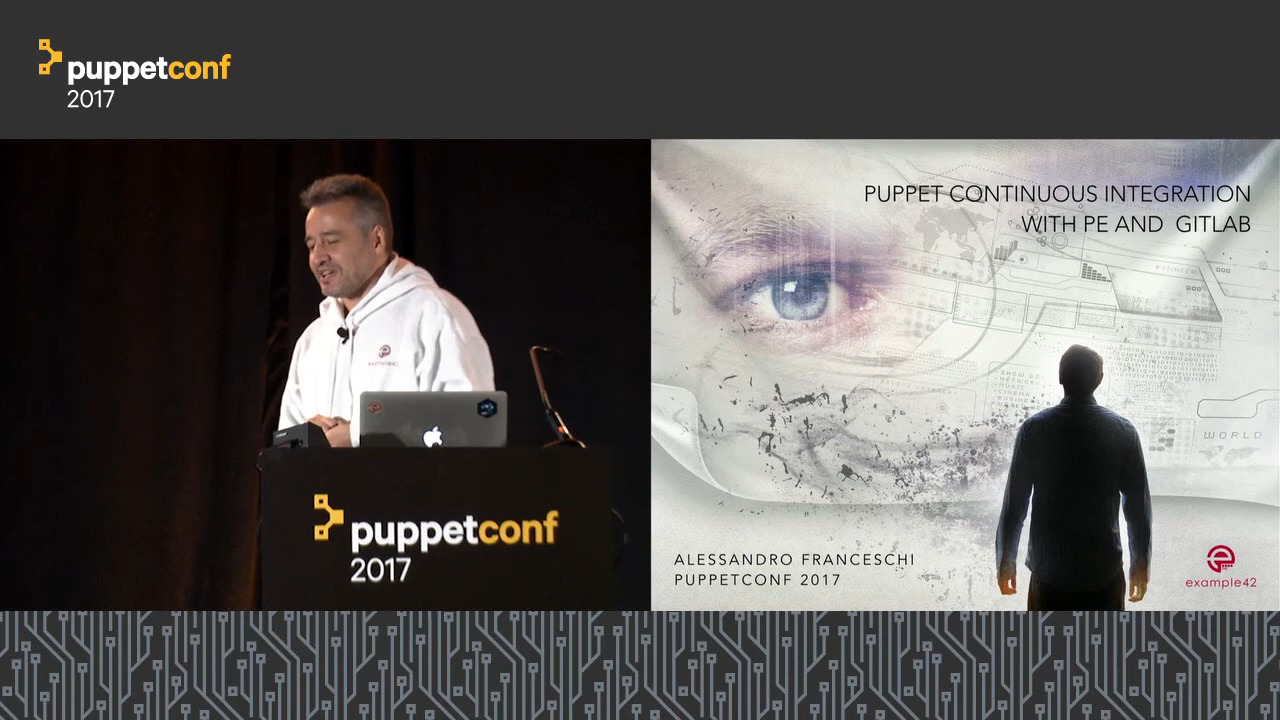 puppetconf
2017
PUPPET CONTINUOUS INTEGRATION
WITH PE AND GITLAB
WORLD
ALESSANDRO FRANCESCHI
PUPPETCONF 2017
example42
puppetconf
2017